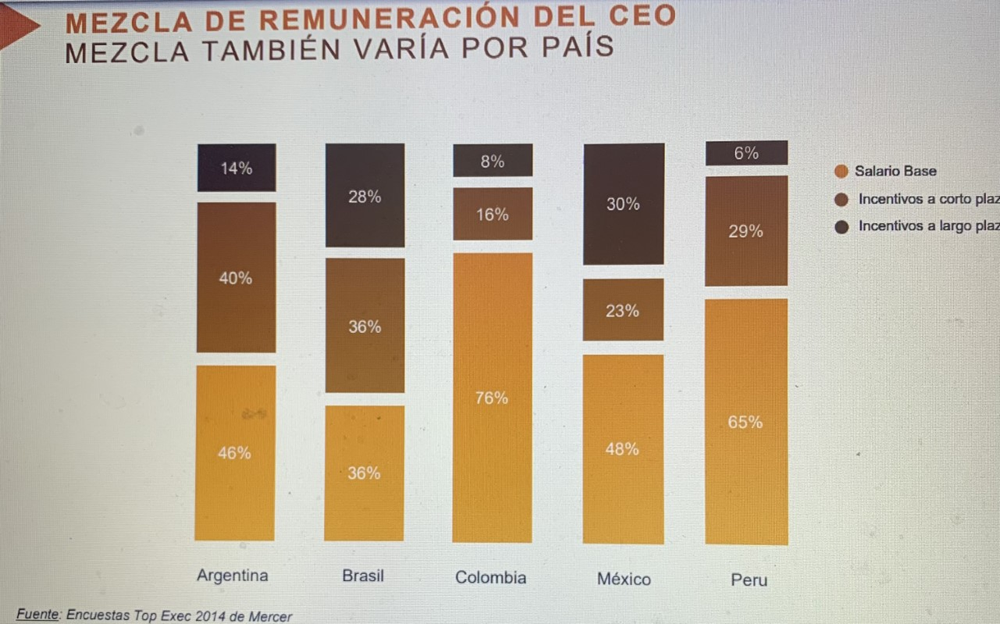 MEZCLA DE REMUNERACIÓN DEL CEO
MEZCLA TAMBIÉN VARÍA POR PAÍS
14%
28%
8%
30%
6%
40%
36%
16%
23%
29%
46%
36%
76%
48%
65%
Salario Base
Incentivos a corto plaz
Incentivos a largo plaz
Argentina
Brasil
Colombia
México
Peru
Fuente: Encuestas Top Exec 2014 de Mercer